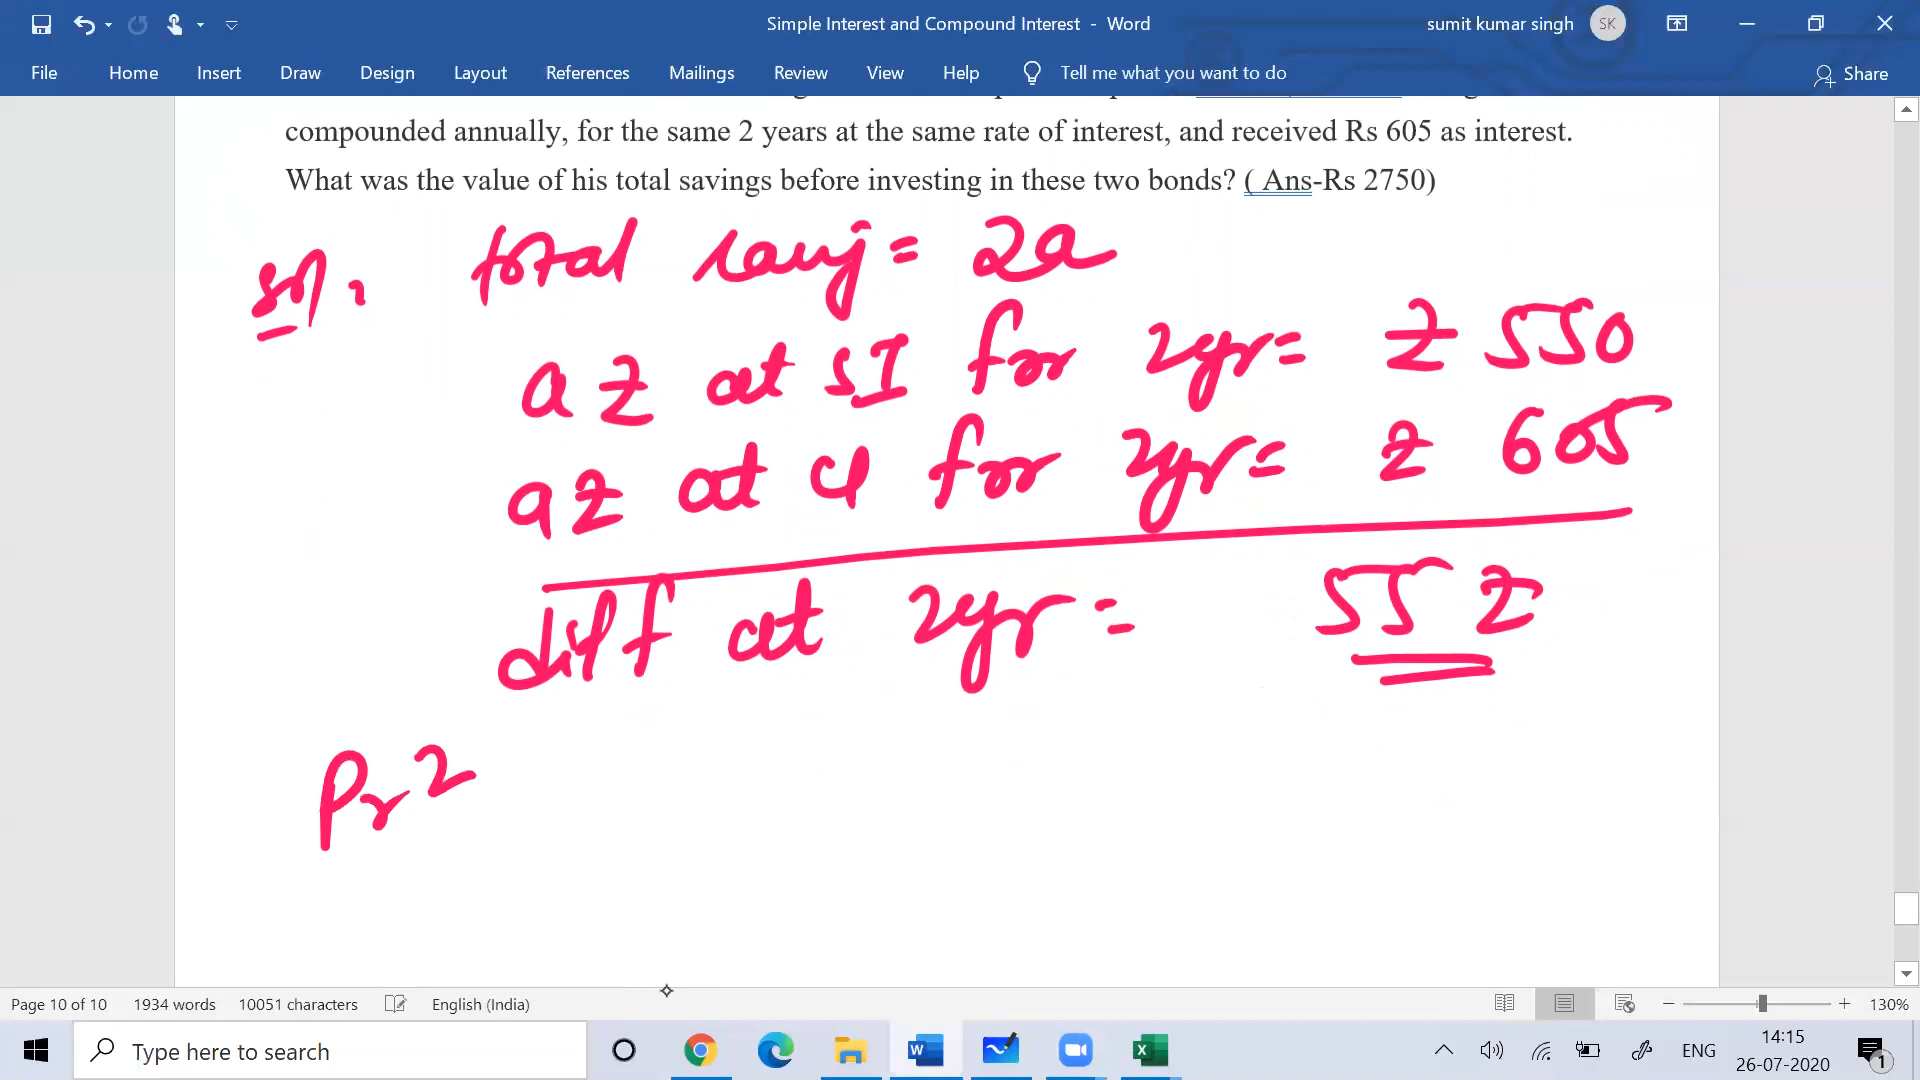 Simple Interest and Compound Interest - Word sumit kumar singh SK
File Home Insert Draw Design Layout References Mailings Review View Help Tell me what you want to do Share
compounded annually, for the same 2 years at the same rate of interest, and received Rs 605 as interest.
What was the value of his total savings before investing in these two bonds? ( Ans-Rs 2750)
total = 2a
a z at SI for 2yr = z 550
a z at CI for 2yr = z 605
diff at 2yr = 55 z
Pr2
Page 10 of 10 1934 words 10051 characters English (India) 130%
Type here to search ENG 14:15
26-07-2020 1